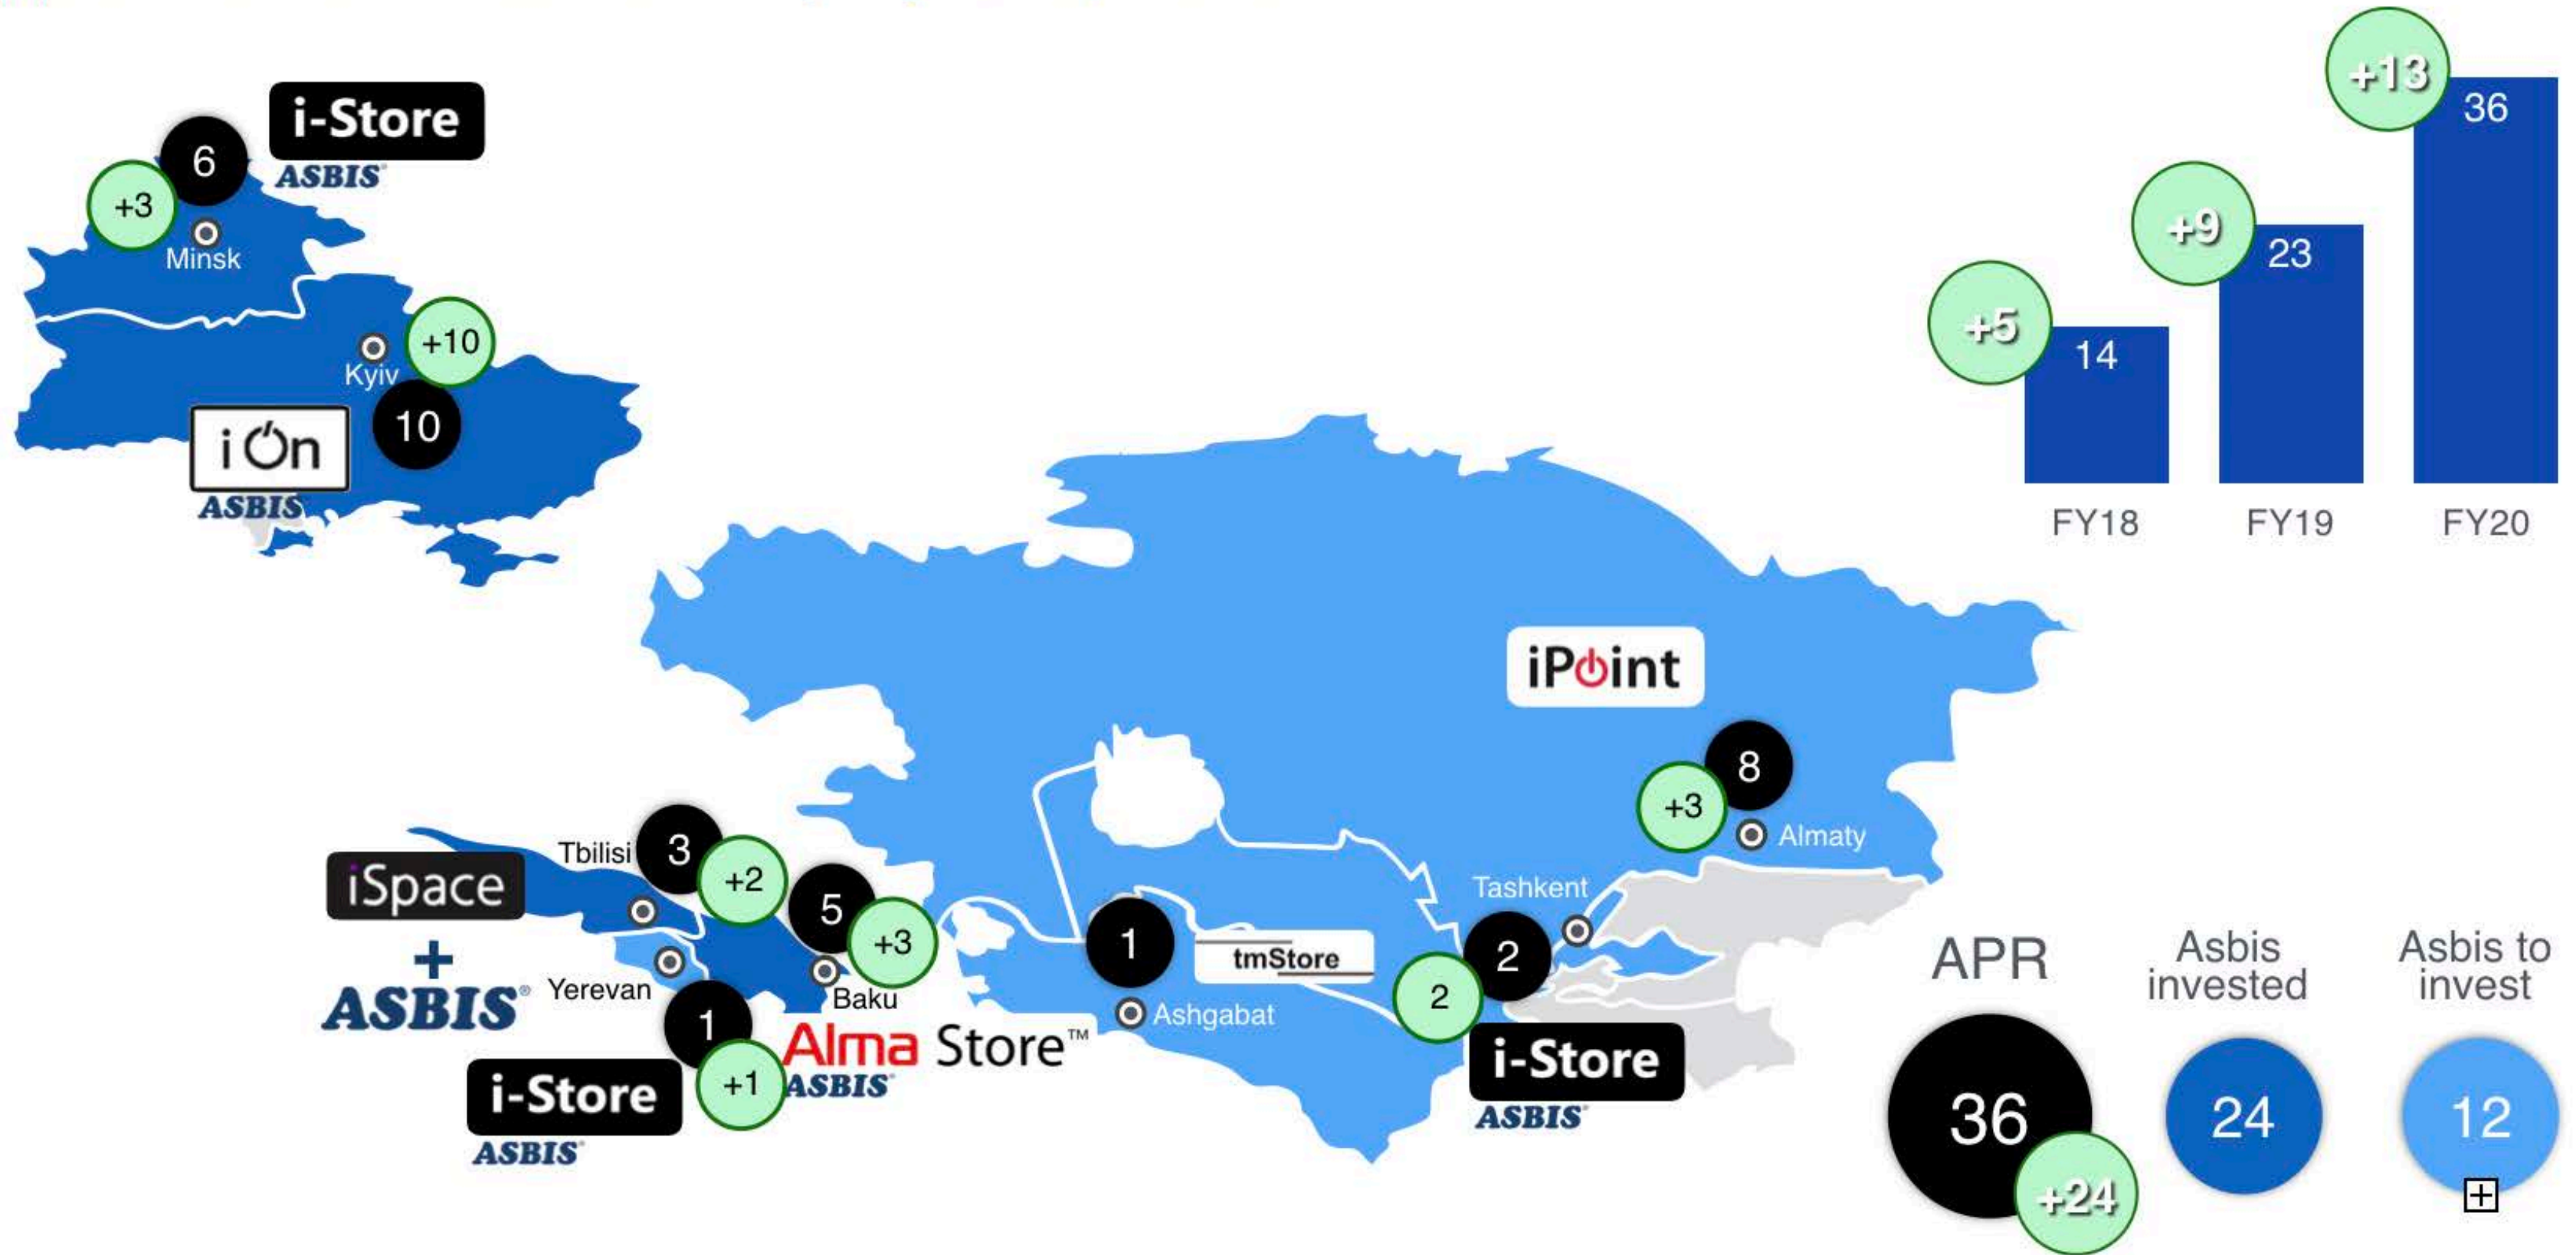 i-Store
ASBIS
6
+3
Minsk
+10
Kyiv
10
iOn
ASBIS
+13
36
+9
23
+5
14
FY18
FY19
FY20
iPoint
8
+3
Almaty
Tbilisi
3
+2
iSpace
+
ASBIS®
Yerevan
5
+3
Baku
1
+1
i-Store
ASBIS
Alma Store™
ASBIS
1
tmStore
Ashgabat
Tashkent
2
2
i-Store
ASBIS
APR
36
+24
Asbis
invested
24
Asbis to
invest
12